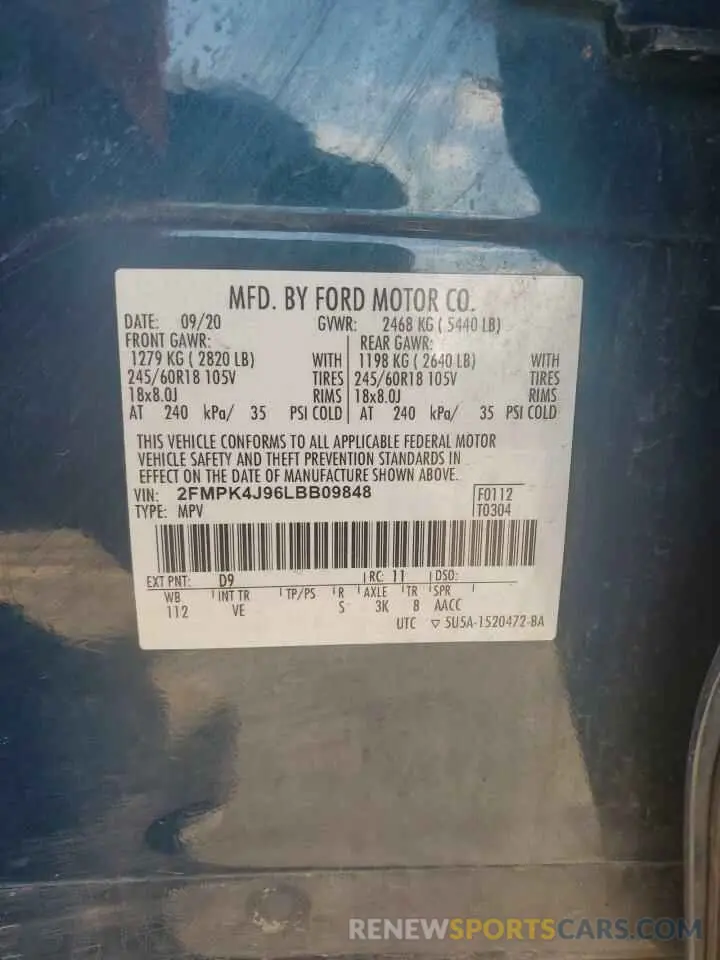 MFD. BY FORD MOTOR CO.
DATE: 09/20 GVWR: 2468 KG ( 5440 LB)
FRONT GAWR: REAR GAWR:
1279 KG ( 2820 LB) WITH 1198 KG ( 2640 LB) WITH
245/60R18 105V TIRES 245/60R18 105V TIRES
18x8.0J RIMS 18x8.0J RIMS
AT 240 kPa/ 35 PSI COLD AT 240 kPa/ 35 PSI COLD
THIS VEHICLE CONFORMS TO ALL APPLICABLE FEDERAL MOTOR
VEHICLE SAFETY AND THEFT PREVENTION STANDARDS IN
EFFECT ON THE DATE OF MANUFACTURE SHOWN ABOVE.
VIN: 2FMPK4J96LBB09848 F0112
TYPE: MPV T0304
EXT PNT: D9 RC: 11 DSO:
WB INT TR TP/PS R AXLE TR SPR
112 VE S 3K 8 AACC
UTC ▽ 5U5A-1520472-BA
RENEWSPORTSCARS.COM